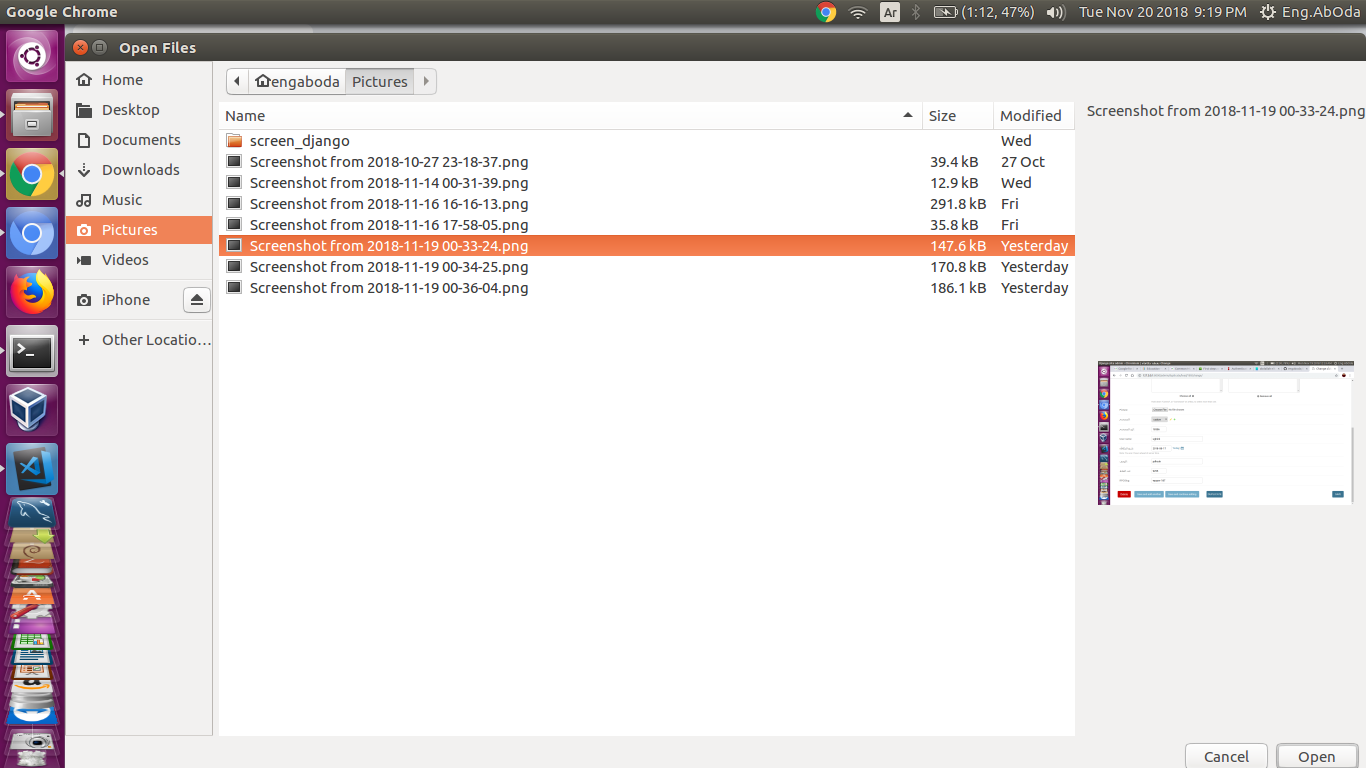 Google Chrome
Ar
(1:12, 47%)
Tue Nov 20 2018 9:19 PM
Eng.AbOda
Open Files
Home
Desktop
Documents
Downloads
Music
Pictures
Videos
iPhone
Other Locatio...
engaboda
Pictures
Name Size Modified
screen_django Wed
Screenshot from 2018-10-27 23-18-37.png 39.4 kB 27 Oct
Screenshot from 2018-11-14 00-31-39.png 12.9 kB Wed
Screenshot from 2018-11-16 16-16-13.png 291.8 kB Fri
Screenshot from 2018-11-16 17-58-05.png 35.8 kB Fri
Screenshot from 2018-11-19 00-33-24.png 147.6 kB Yesterday
Screenshot from 2018-11-19 00-34-25.png 170.8 kB Yesterday
Screenshot from 2018-11-19 00-36-04.png 186.1 kB Yesterday
Screenshot from 2018-11-19 00-33-24.png
Cancel
Open